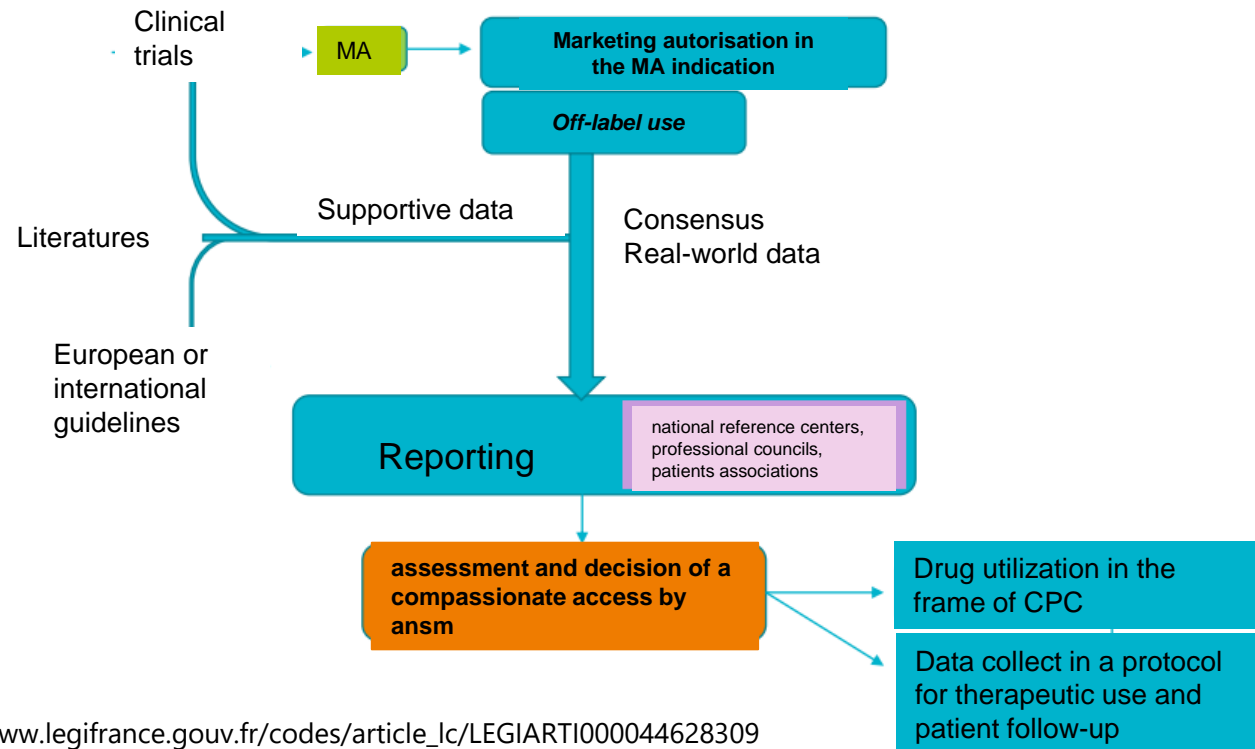 Clinical
trials
MA
Marketing autorisation in
the MA indication
Off-label use
Supportive data
Consensus
Real-world data
Literatures
European or
international
guidelines
Reporting
national reference centers,
professional councils,
patients associations
assessment and decision of a
compassionate access by
ansm
Drug utilization in the
frame of CPC
Data collect in a protocol
for therapeutic use and
patient follow-up
ww.legifrance.gouv.fr/codes/article_lc/LEGIARTI000044628309